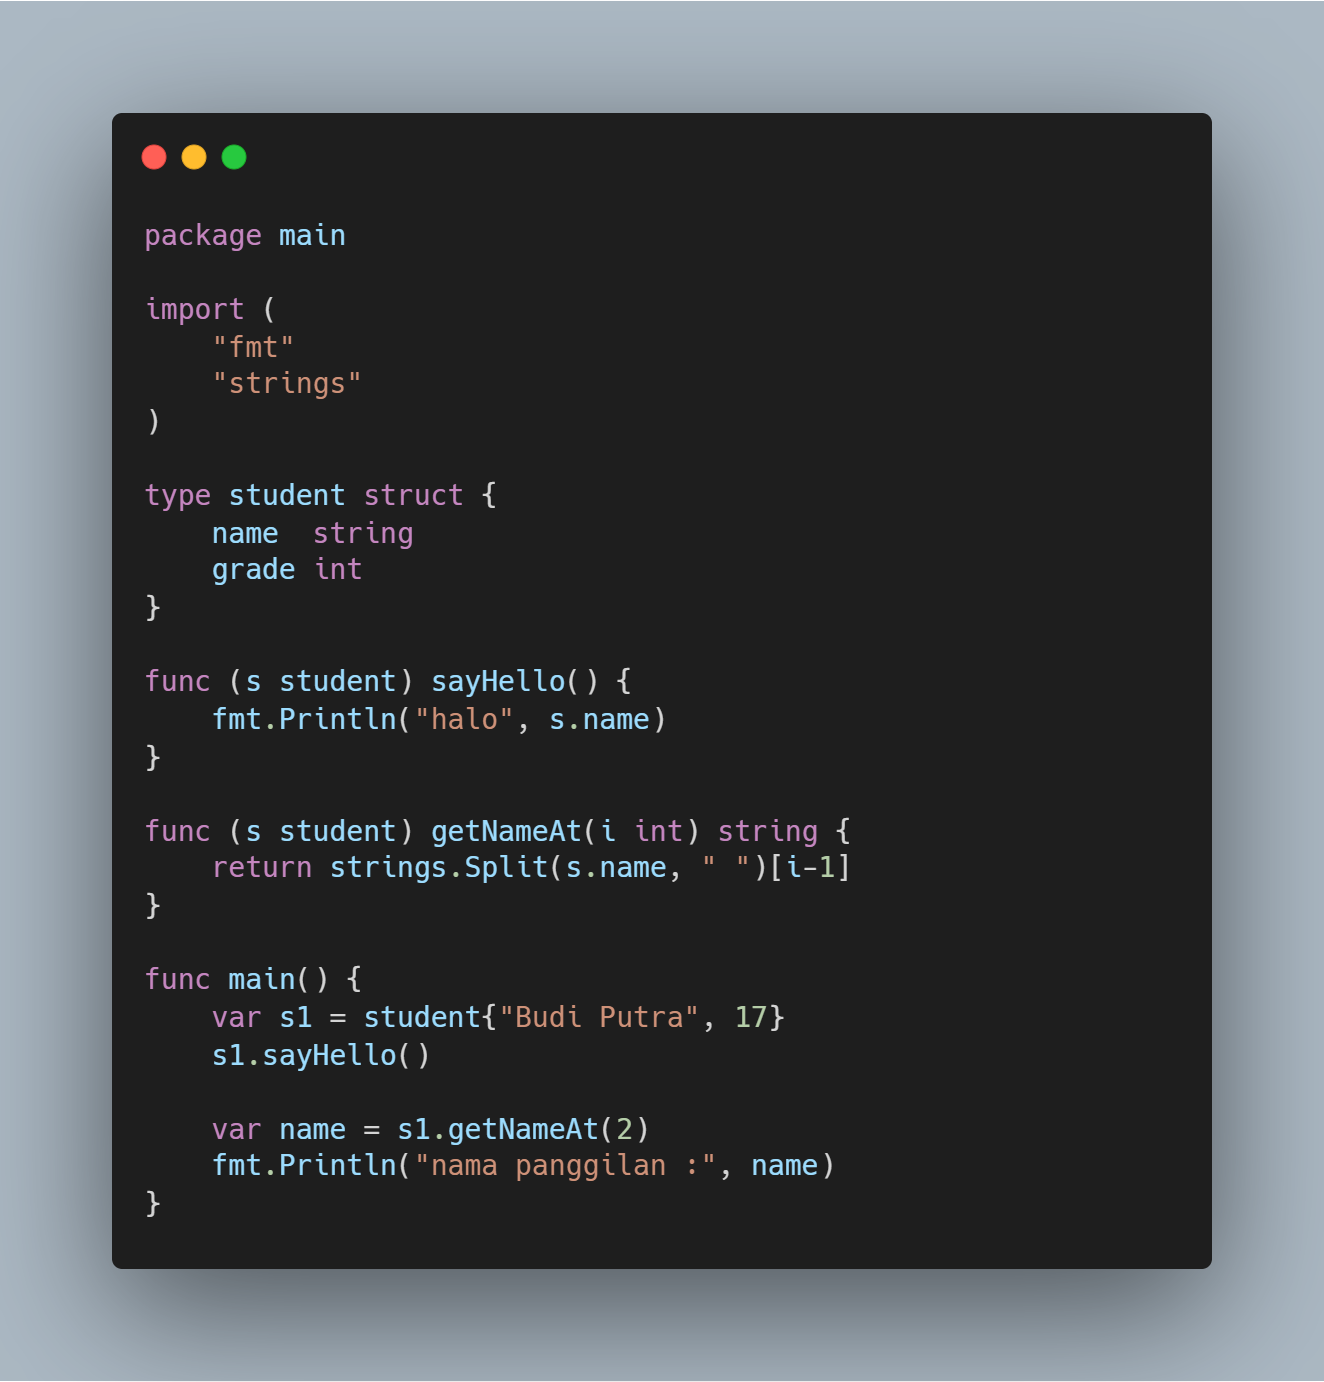 package main

import (
    "fmt"
    "strings"
)

type student struct {
    name  string
    grade int
}

func (s student) sayHello() {
    fmt.Println("halo", s.name)
}

func (s student) getNameAt(i int) string {
    return strings.Split(s.name, " ")[i-1]
}

func main() {
    var s1 = student{"Budi Putra", 17}
    s1.sayHello()

    var name = s1.getNameAt(2)
    fmt.Println("nama panggilan :", name)
}